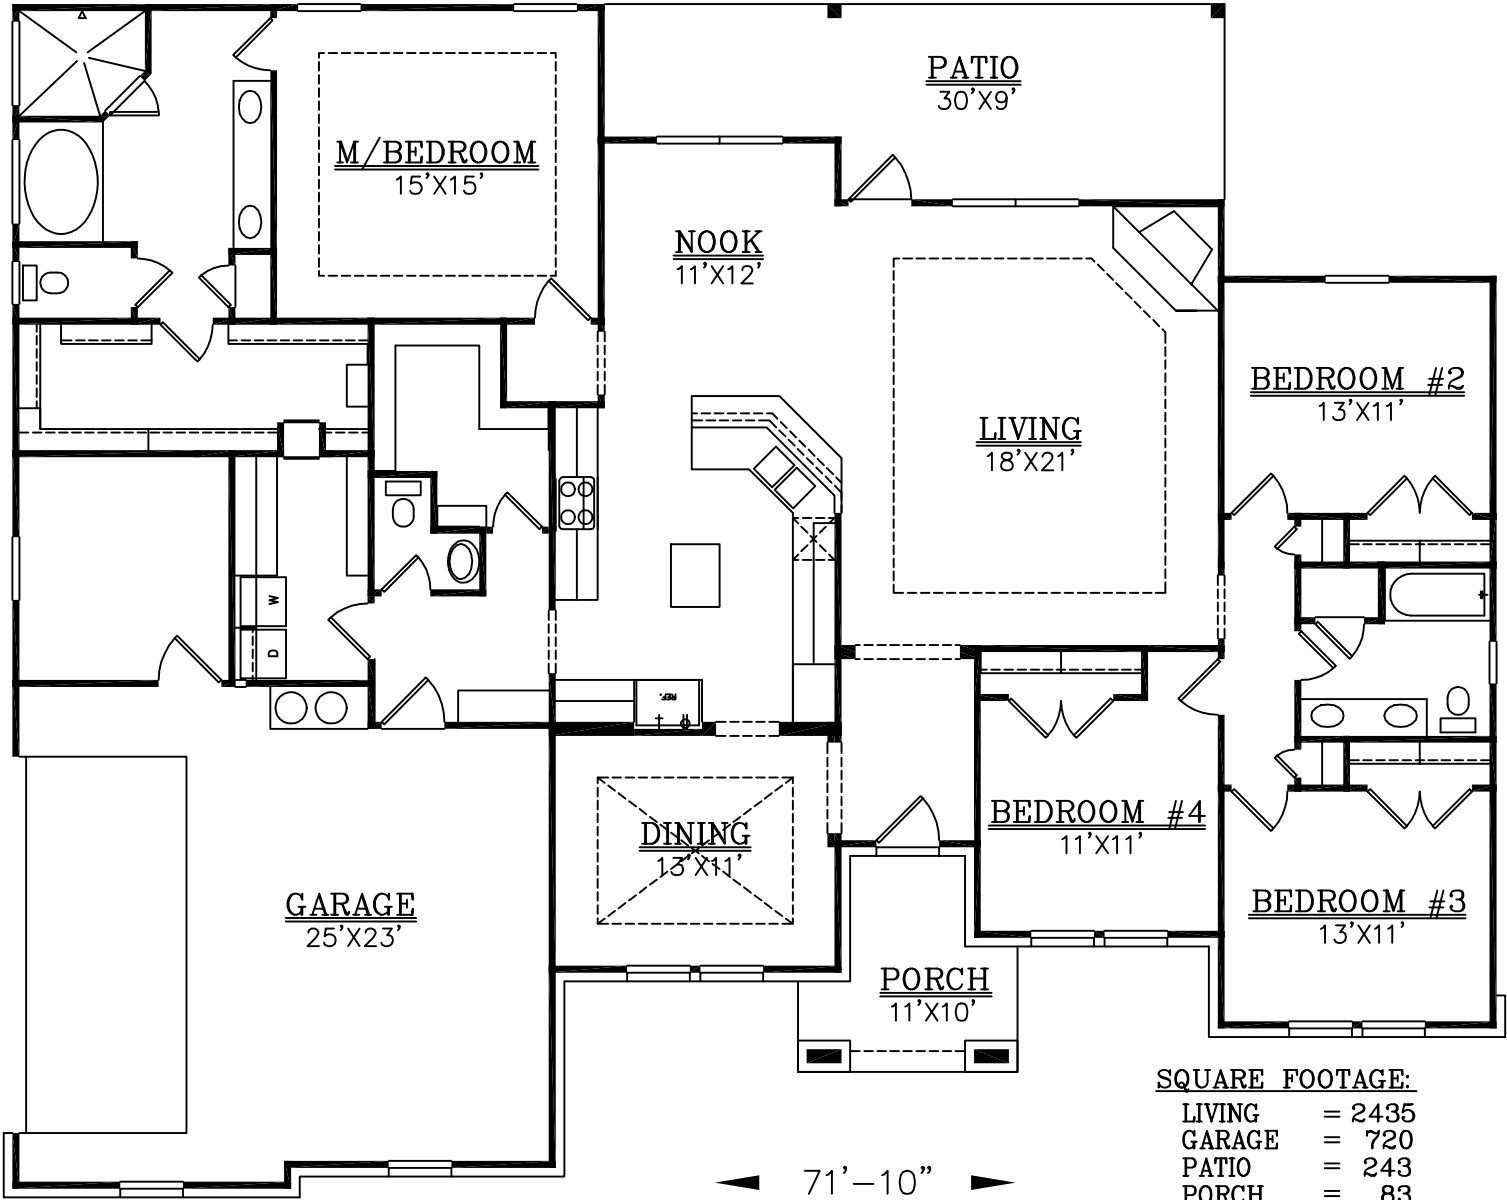 PATIO
30'X9'
M/BEDROOM
15'X15'
NOOK
11'X12'
BEDROOM #2
13'X11'
LIVING
18'X21'
W
D
REF.
BEDROOM #4
11'X11'
DINING
13'X11'
GARAGE
25'X23'
BEDROOM #3
13'X11'
PORCH
11'X10'
SQUARE FOOTAGE:
LIVING = 2435
GARAGE = 720
PATIO = 243
PORCH = 83
71'-10"